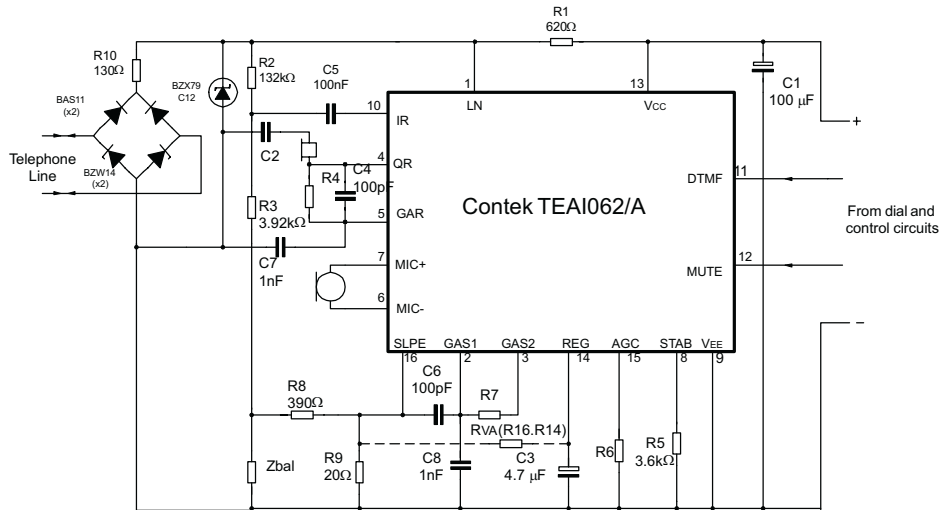 R1
620Ω
R10
130Ω
BZX79
C12
R2
132kΩ
C5
100nF
10
IR
1
LN
13
VCC
C1
100 µF
+
BAS11
(x2)
Telephone
Line
BZW14
(x2)
C2
4
QR
R4
C4
100pF
5
GAR
R3
3.92kΩ
C7
1nF
Contek TEAI062/A
DTMF
11
From dial and
control circuits
7
MIC+
6
MIC-
MUTE
12
−
SLPE
16
GAS1
2
GAS2
3
REG
14
AGC
15
STAB
8
VEE
9
R8
390Ω
C6
100pF
R7
RVA(R16.R14)
Zbal
R9
20Ω
C8
1nF
C3
4.7 µF
R6
R5
3.6kΩ